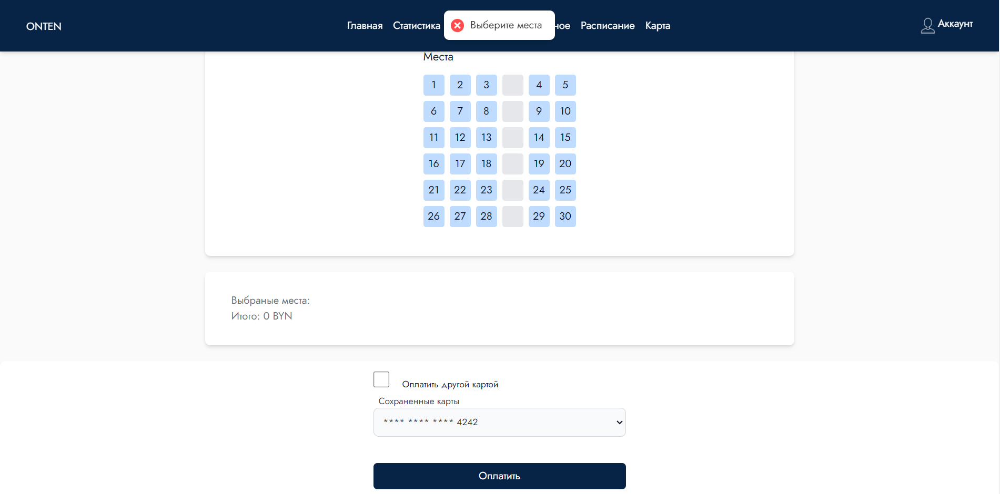 ONTEN
Главная Статистика
Выберите места
ное Расписание Карта
Аккаунт
Места
1 2 3 4 5
6 7 8 9 10
11 12 13 14 15
16 17 18 19 20
21 22 23 24 25
26 27 28 29 30
Выбраные места:
Итого: 0 BYN
Оплатить другой картой
Сохраненные карты
**** **** **** 4242
Оплатить